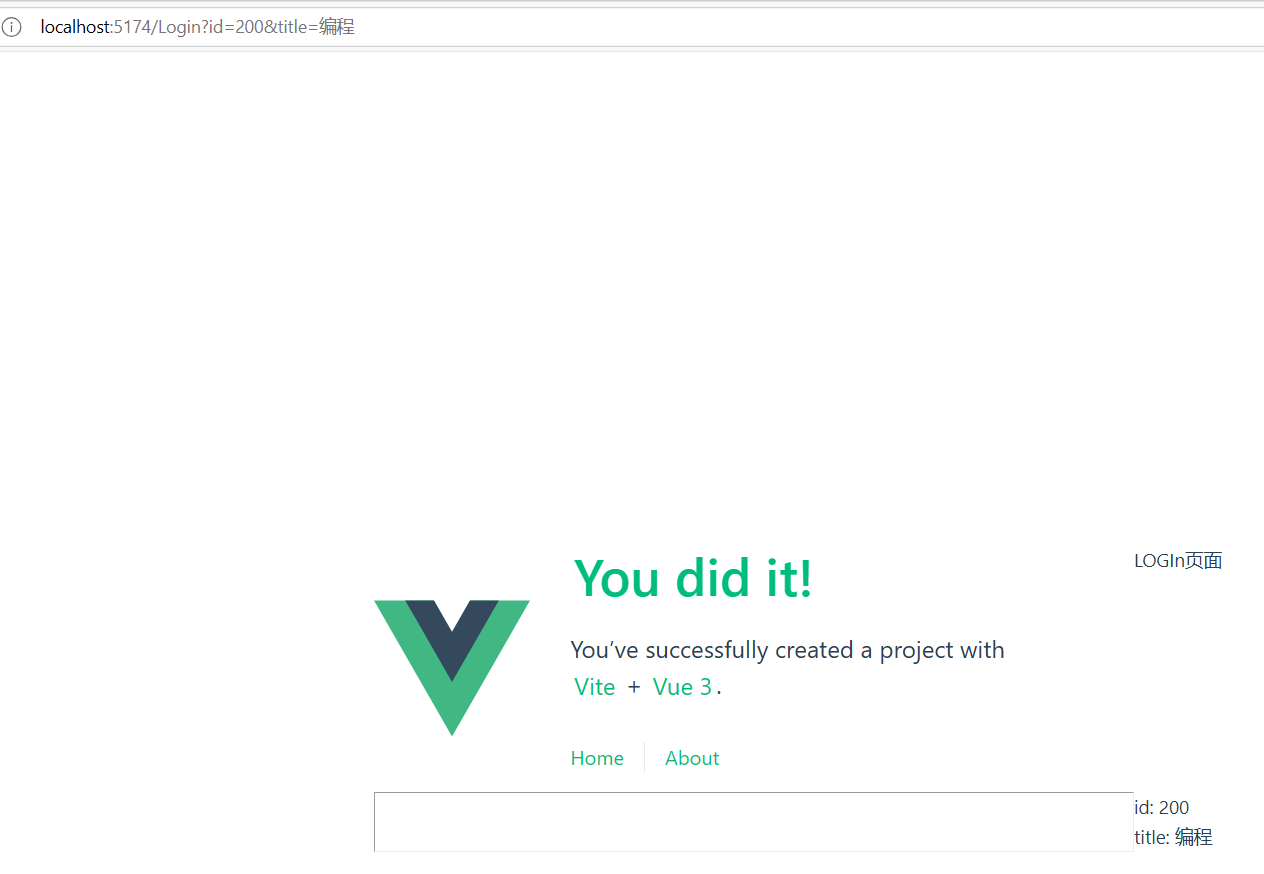 localhost:5174/Login?id=200&title=编程
You did it!
LOGIn页面
You’ve successfully created a project with
Vite + Vue 3.
Home About
id: 200
title: 编程